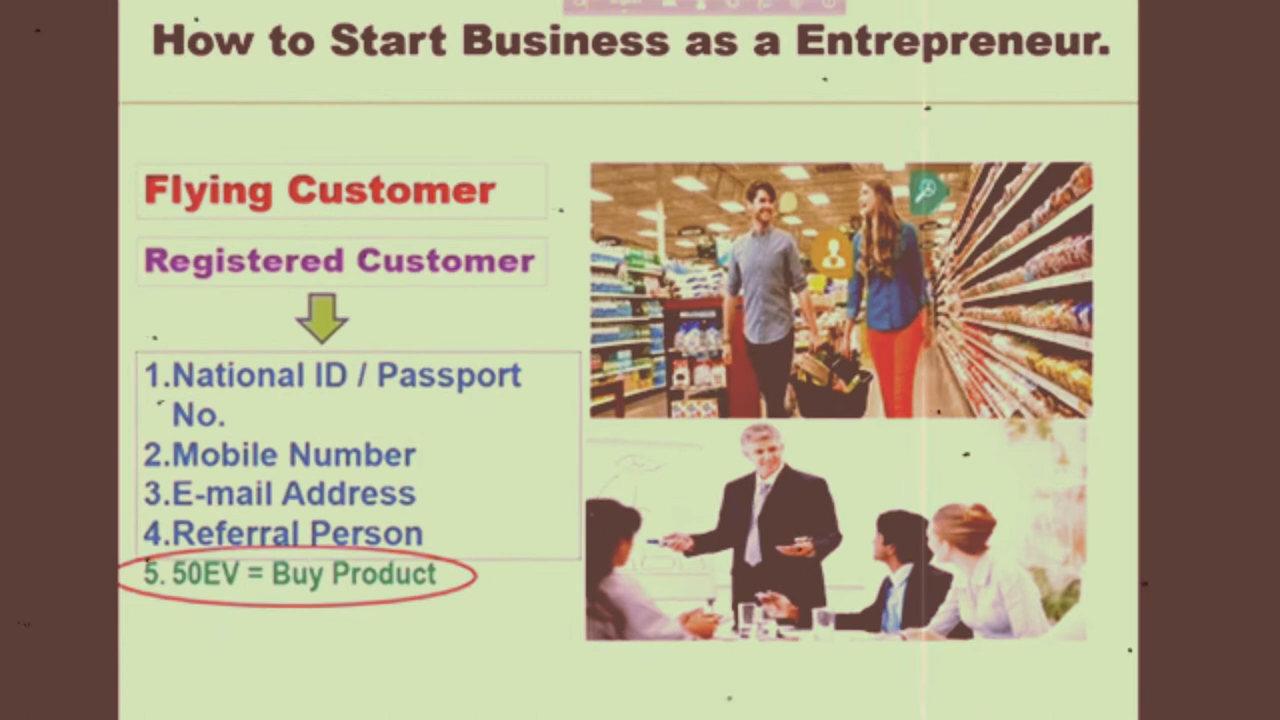 How to Start Business as a Entrepreneur.
Flying Customer
Registered Customer
1.National ID / Passport
No.
2.Mobile Number
3.E-mail Address
4.Referral Person
5. 50EV = Buy Product